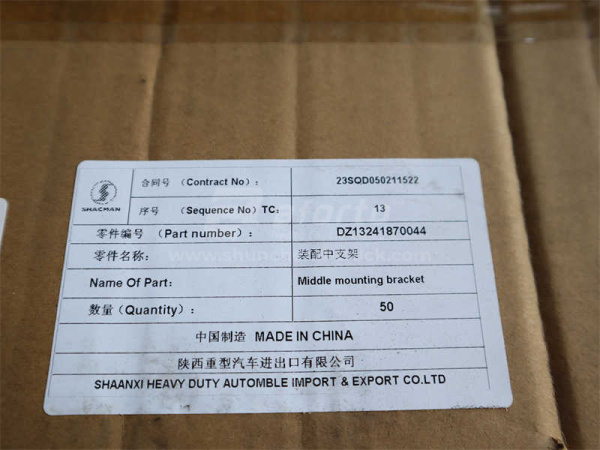 SHACMAN
合同号 （Contract No）： 23SQD050211522
序号 （Sequence No）TC： 13
零件编号 （Part number）： DZ13241870044
零件名称： 装配中支架
Name Of Part： Middle mounting bracket
数量（Quantity）： 50
中国制造 MADE IN CHINA
陕西重型汽车进出口有限公司
SHAANXI HEAVY DUTY AUTOMBLE IMPORT & EXPORT CO.LTD